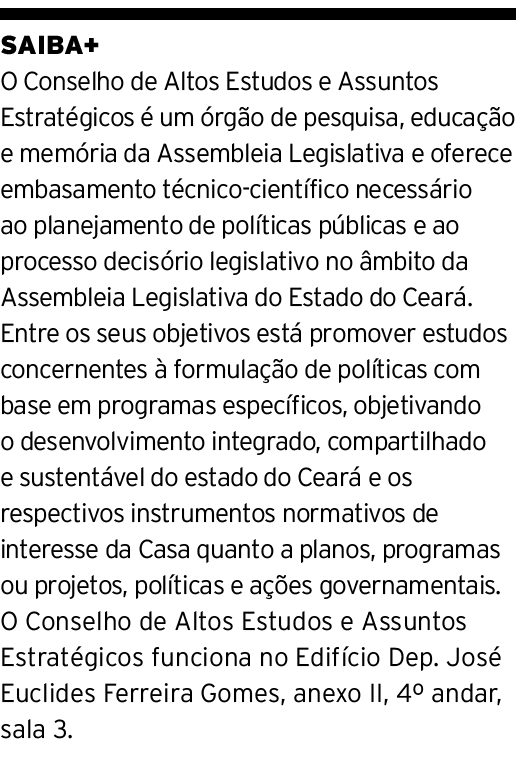 SAIBA+
O Conselho de Altos Estudos e Assuntos
Estratégicos é um órgão de pesquisa, educação
e memória da Assembleia Legislativa e oferece
embasamento técnico-científico necessário
ao planejamento de políticas públicas e ao
processo decisório legislativo no âmbito da
Assembleia Legislativa do Estado do Ceará.
Entre os seus objetivos está promover estudos
concernentes à formulação de políticas com
base em programas específicos, objetivando
o desenvolvimento integrado, compartilhado
e sustentável do estado do Ceará e os
respectivos instrumentos normativos de
interesse da Casa quanto a planos, programas
ou projetos, políticas e ações governamentais.
O Conselho de Altos Estudos e Assuntos
Estratégicos funciona no Edifício Dep. José
Euclides Ferreira Gomes, anexo II, 4º andar,
sala 3.